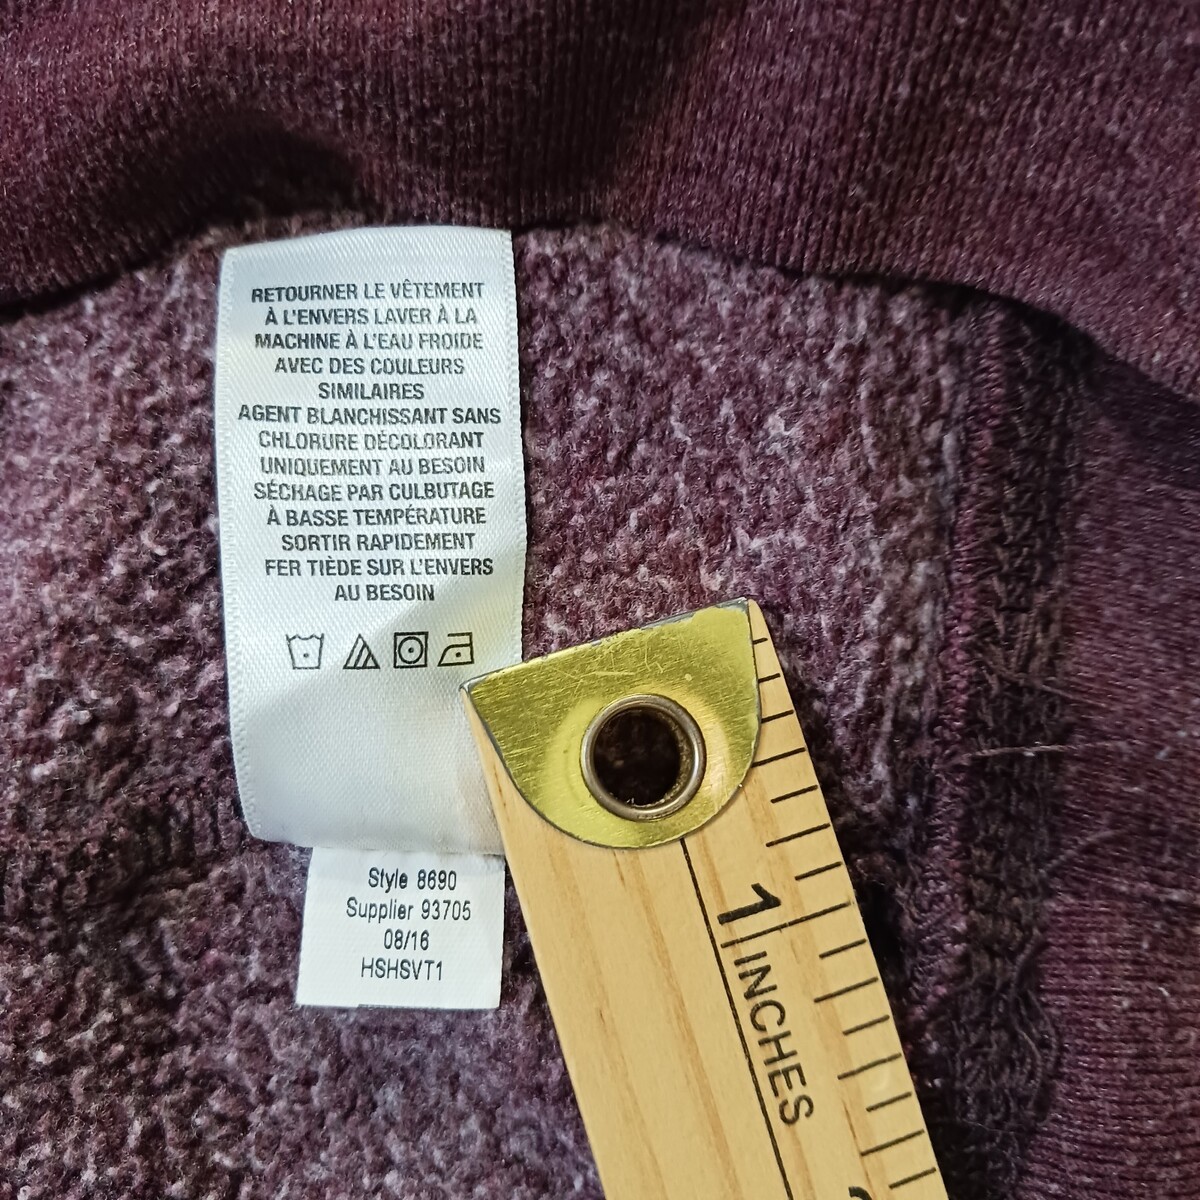 RETOURNER LE VÊTEMENT
À L'ENVERS LAVER À LA
MACHINE À L'EAU FROIDE
AVEC DES COULEURS
SIMILAIRES
AGENT BLANCHISSANT SANS
CHLORURE DÉCOLORANT
UNIQUEMENT AU BESOIN
SÉCHAGE PAR CULBUTAGE
À BASSE TEMPÉRATURE
SORTIR RAPIDEMENT
FER TIÈDE SUR L'ENVERS
AU BESOIN
Style 8690
Supplier 93705
08/16
HSHSVT1
1
INCHES